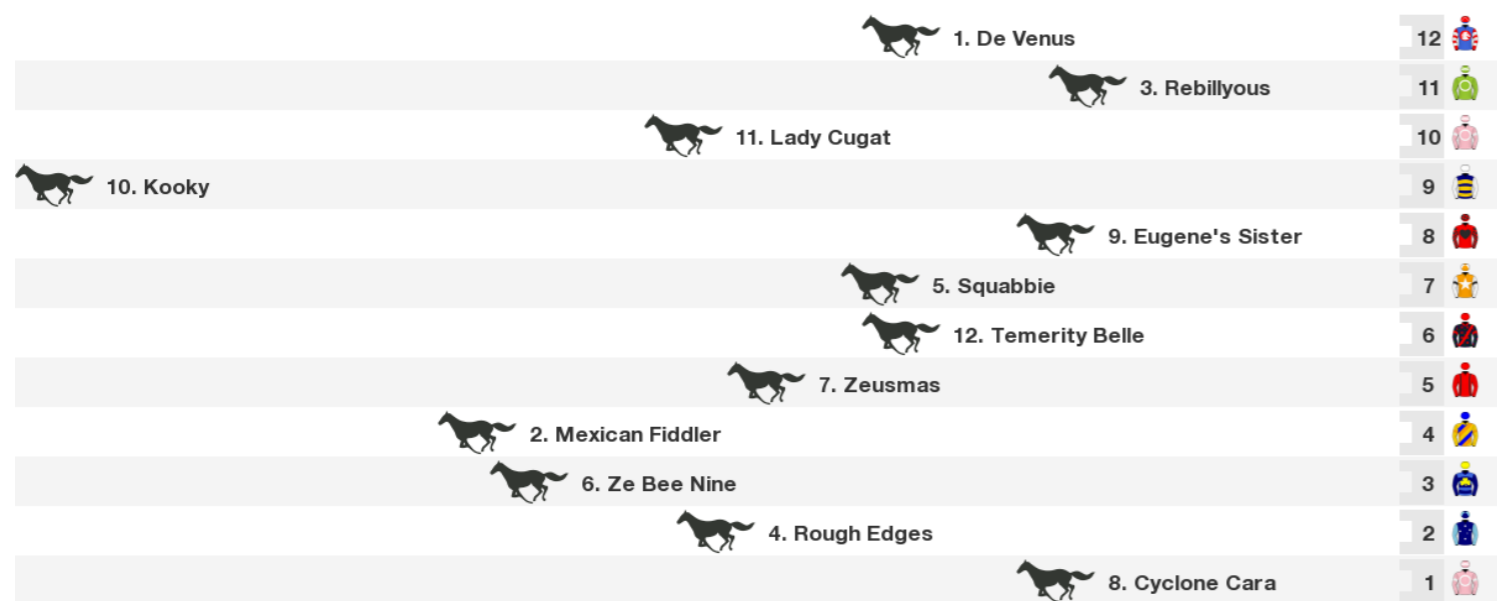 1. De Venus 12
3. Rebillyous 11
11. Lady Cugat 10
10. Kooky 9
9. Eugene's Sister 8
5. Squabbie 7
12. Temerity Belle 6
7. Zeusmas 5
2. Mexican Fiddler 4
6. Ze Bee Nine 3
4. Rough Edges 2
8. Cyclone Cara 1